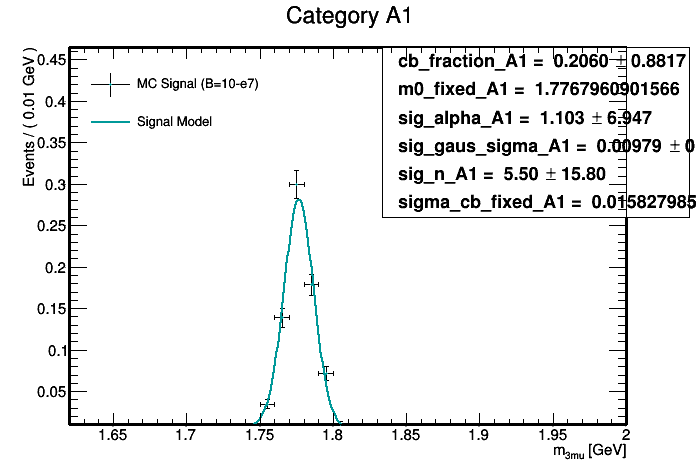 Category A1
Events / ( 0.01 GeV )
0.45
0.4
0.35
0.3
0.25
0.2
0.15
0.1
0.05
MC Signal (B=10-e7)
Signal Model
cb_fraction_A1 = 0.2060 ± 0.8817
m0_fixed_A1 = 1.7767960901566
sig_alpha_A1 = 1.103 ± 6.947
sig_gaus_sigma_A1 = 0.00979 ± 0
sig_n_A1 = 5.50 ± 15.80
sigma_cb_fixed_A1 = 0.015827985
1.65 1.7 1.75 1.8 1.85 1.9 1.95 2
m3mu [GeV]